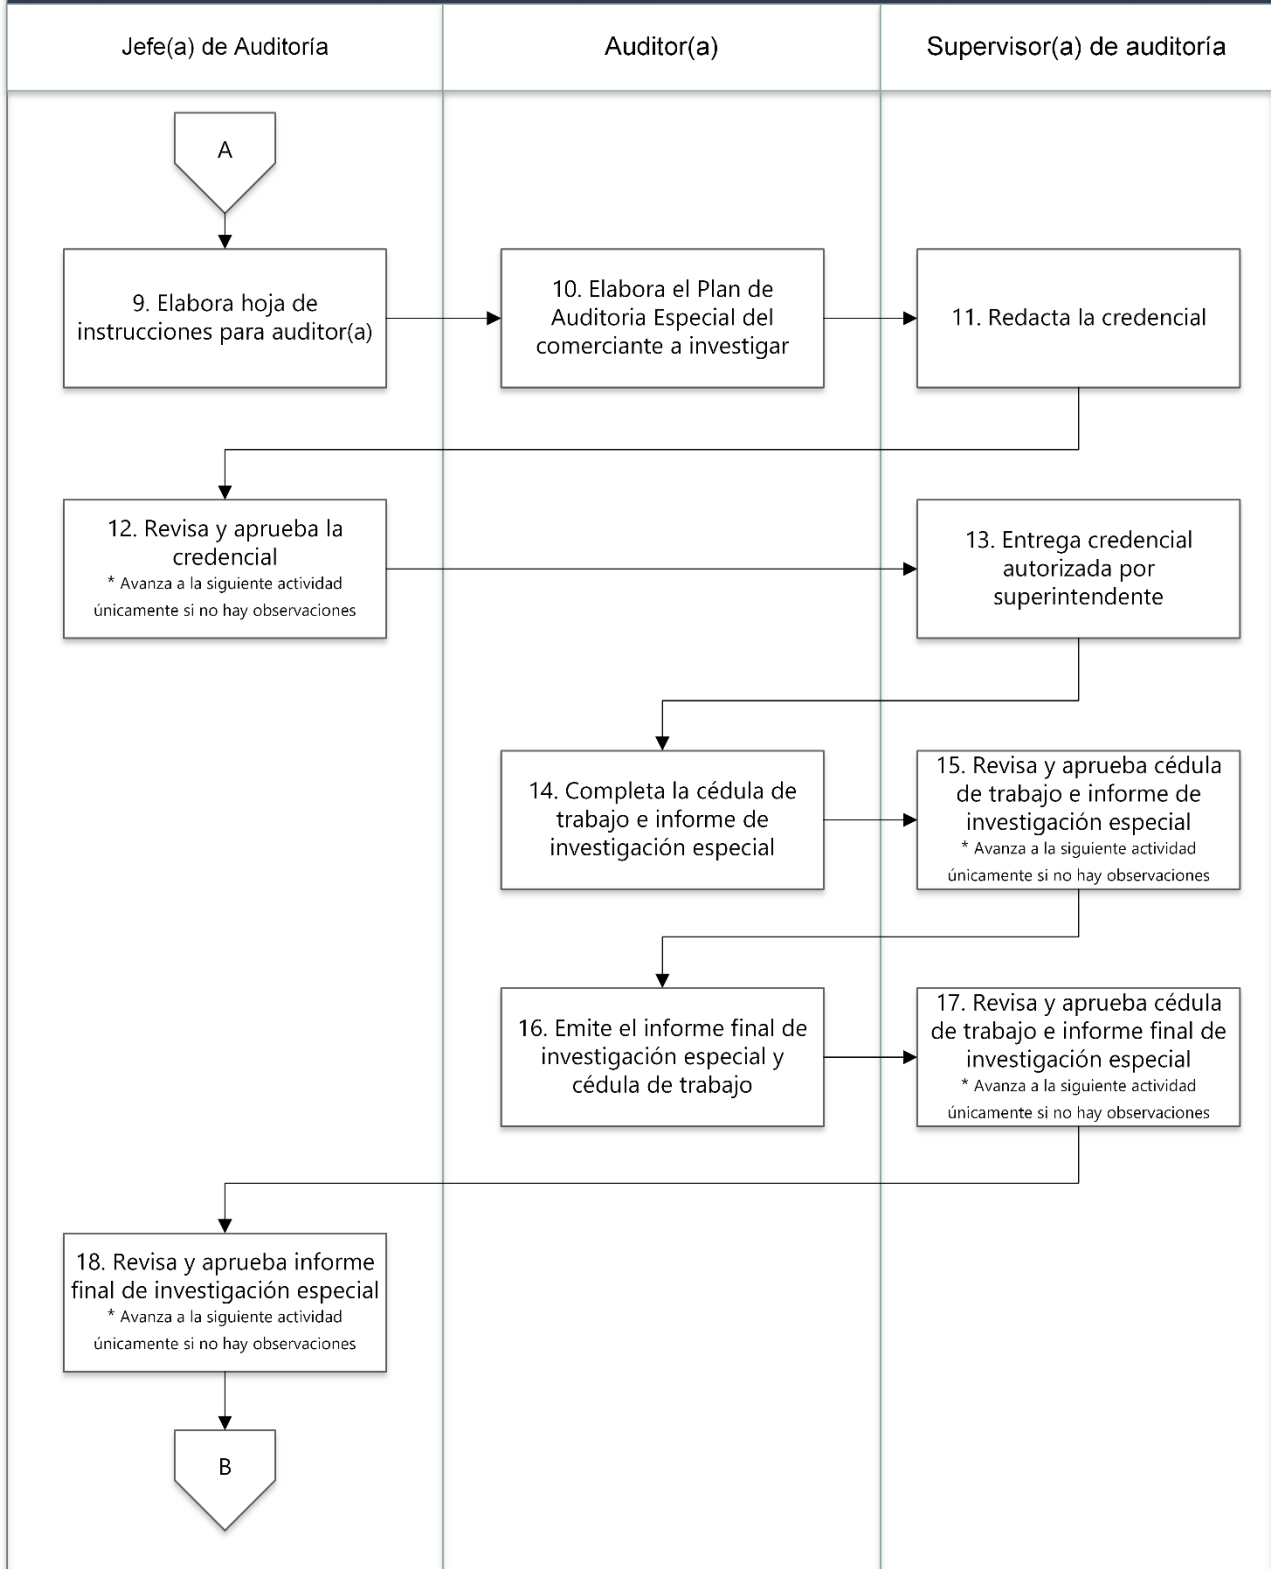 Jefe(a) de Auditoría
Auditor(a)
Supervisor(a) de auditoría
A
9. Elabora hoja de
instrucciones para auditor(a)
10. Elabora el Plan de
Auditoria Especial del
comerciante a investigar
11. Redacta la credencial
12. Revisa y aprueba la
credencial
* Avanza a la siguiente actividad
únicamente si no hay observaciones
13. Entrega credencial
autorizada por
superintendente
14. Completa la cédula de
trabajo e informe de
investigación especial
15. Revisa y aprueba cédula
de trabajo e informe de
investigación especial
* Avanza a la siguiente actividad
únicamente si no hay observaciones
16. Emite el informe final de
investigación especial y
cédula de trabajo
17. Revisa y aprueba cédula
de trabajo e informe final de
investigación especial
* Avanza a la siguiente actividad
únicamente si no hay observaciones
18. Revisa y aprueba informe
final de investigación especial
* Avanza a la siguiente actividad
únicamente si no hay observaciones
B